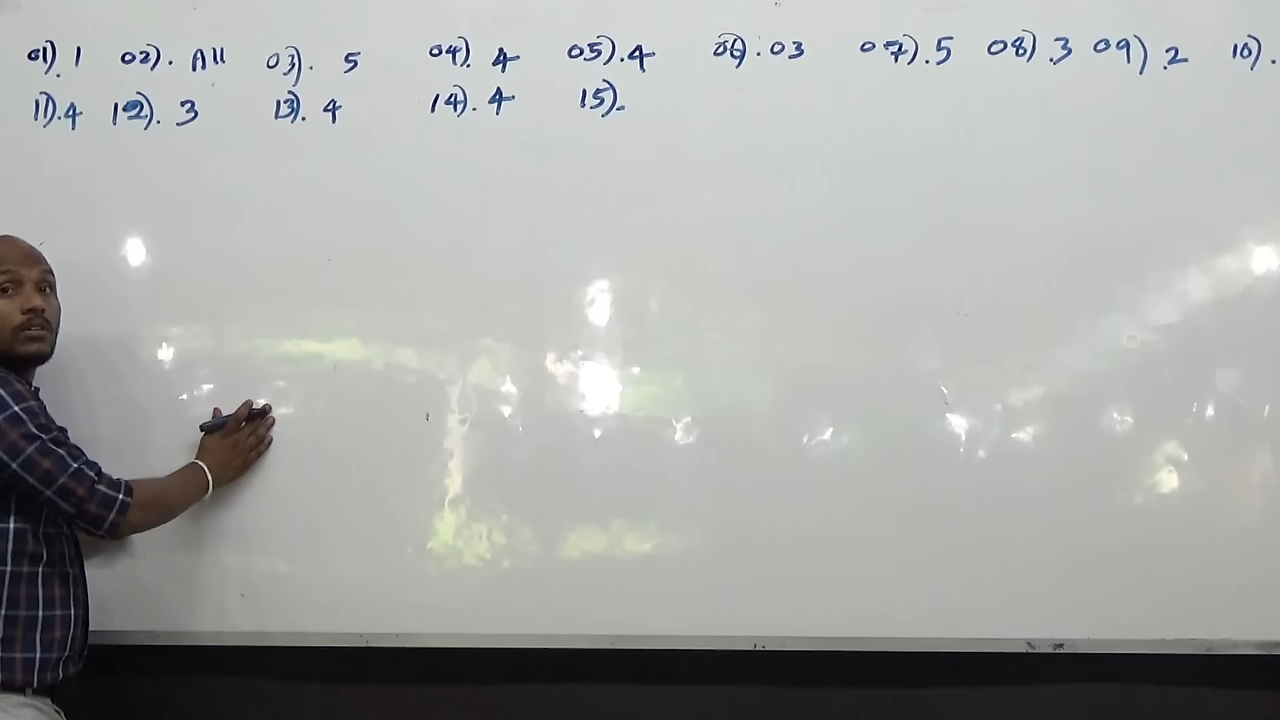 01). 1 02). All 03). 5 04). 4 05). 4 06). 03 07). 5 08). 3 09). 2 10).
11). 4 12). 3 13). 4 14). 4 15).